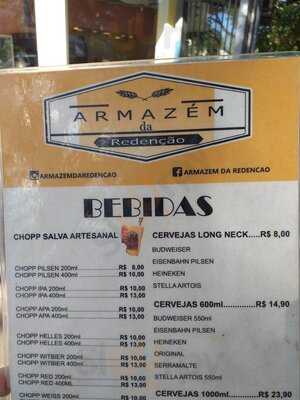 ARMAZÉM
da
Redenção
ARMAZEMDAREDENCAO
ARMAZEM DA REDENCAO
BEBIDAS
CHOPP SALVA ARTESANAL
CHOPP PILSEN 200ml R$ 8,00
CHOPP PILSEN 400ml R$ 10,00
CHOPP IPA 200ml R$ 10,00
CHOPP IPA 400ml R$ 13,00
CHOPP APA 200ml R$ 10,00
CHOPP APA 400ml R$ 13,00
CHOPP HELLES 200ml R$ 10,00
CHOPP HELLES 400ml R$ 13,00
CHOPP WITBIER 200ml R$ 10,00
CHOPP WITBIER 400ml R$ 13,00
CHOPP RED 200ml R$ 10,00
CHOPP RED 400ML R$ 13,00
CHOPP WEISS 200ml R$ 10,00
CERVEJAS LONG NECK.....R$ 8,00
BUDWEISER
EISENBAHN PILSEN
HEINEKEN
STELLA ARTOIS
CERVEJAS 600ml..............R$ 14,90
BUDWEISER 550ml
EISENBAHN PILSEN
HEINEKEN
ORIGINAL
SERRAMALTE
STELLA ARTOIS 550ml
CERVEJAS 1000ml............R$ 23,90